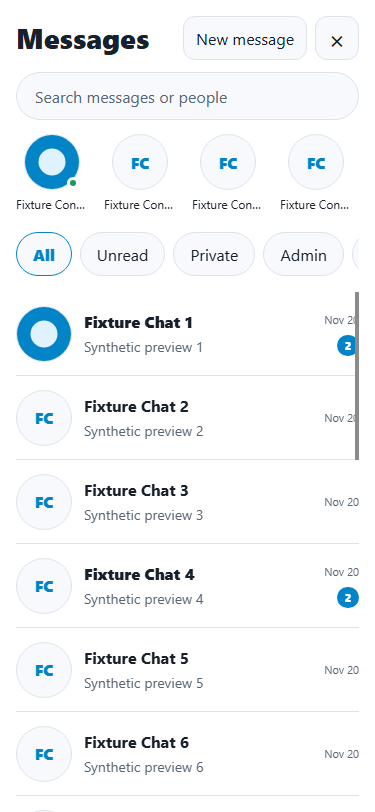 Messages
New message
×
Search messages or people
FC
FC
FC
Fixture Con...
Fixture Con...
Fixture Con...
Fixture Con...
All
Unread
Private
Admin
Fixture Chat 1
Nov 20
Synthetic preview 1
2
FC
Fixture Chat 2
Nov 20
Synthetic preview 2
FC
Fixture Chat 3
Nov 20
Synthetic preview 3
FC
Fixture Chat 4
Nov 20
Synthetic preview 4
2
FC
Fixture Chat 5
Nov 20
Synthetic preview 5
FC
Fixture Chat 6
Nov 20
Synthetic preview 6